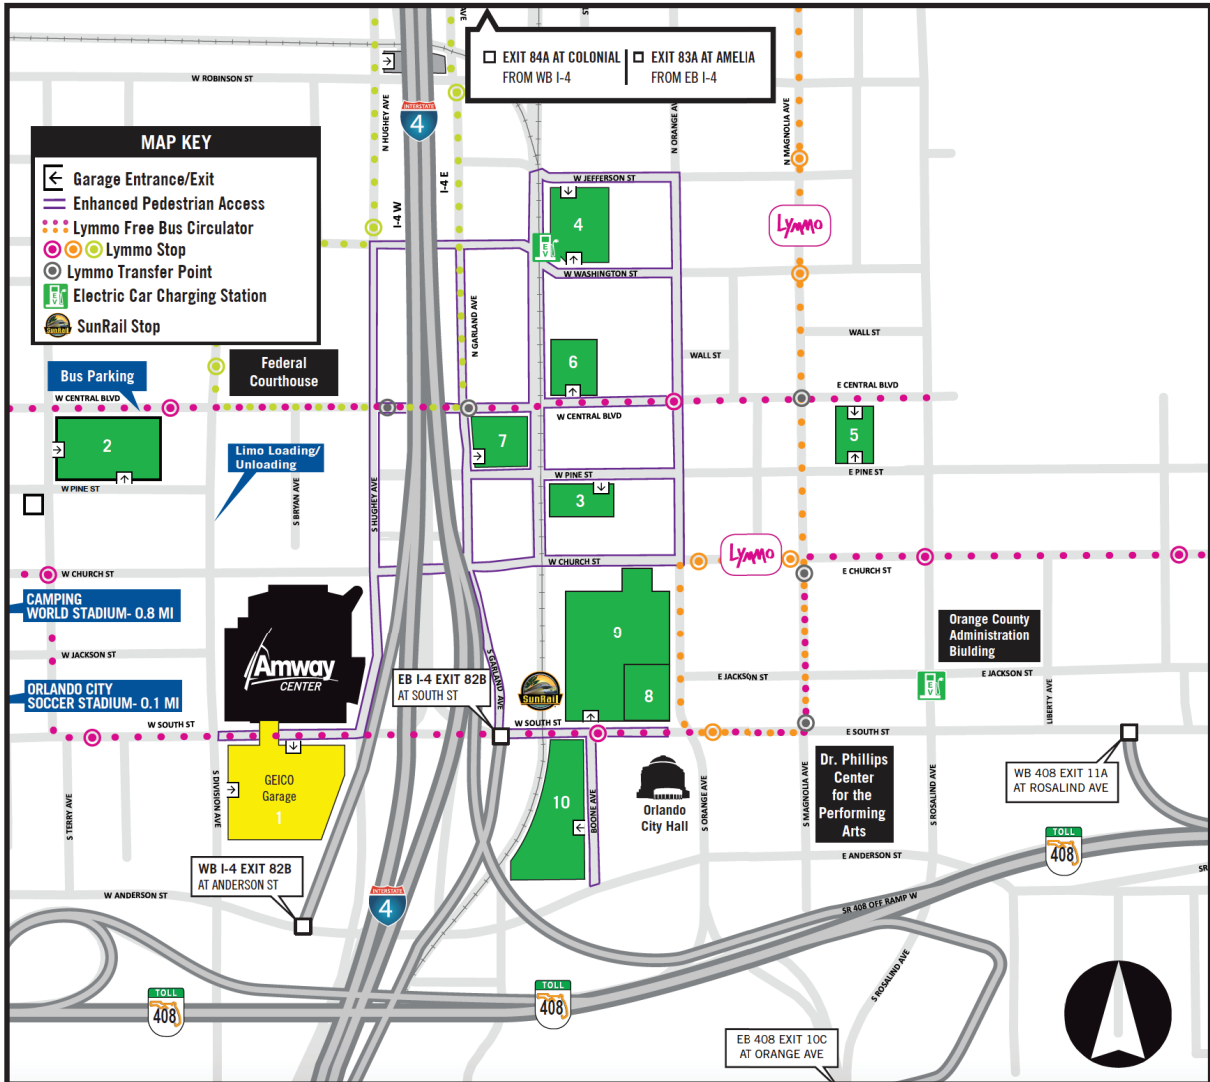 EXIT 84A AT COLONIAL
FROM WB I-4
EXIT 83A AT AMELIA
FROM EB I-4
AVE
ST
W ROBINSON ST
N HUGHEY AVE
INTERSTATE
4
I-4 W
I-4 E
N ORANGE AV
N MAGNOLIA AVE
MAP KEY
Garage Entrance/Exit
Enhanced Pedestrian Access
Lymmo Free Bus Circulator
Lymmo Stop
Lymmo Transfer Point
EV
Electric Car Charging Station
SunRail
SunRail Stop
W JEFFERSON ST
4
EV
W WASHINGTON ST
Lymmo
N GARLAND AVE
WALL ST
WALL ST
Federal
Courthouse
Bus Parking
W CENTRAL BLVD
6
W CENTRAL BLVD
E CENTRAL BLVD
2
7
5
Limo Loading/
Unloading
W PINE ST
W PINE ST
E PINE ST
3
S BRYAN AVE
S HUGHEY AVE
W CHURCH ST
W CHURCH ST
Lymmo
E CHURCH ST
CAMPING
WORLD STADIUM- 0.8 MI
W JACKSON ST
ORLANDO CITY
SOCCER STADIUM- 0.1 MI
Amway
CENTER
EB I-4 EXIT 82B
AT SOUTH ST
S GARLAND AVE
SunRail
9
8
Orange County
Administration
Biulding
E JACKSON ST
E JACKSON ST
EV
LIBERTY AVE
W SOUTH ST
W SOUTH ST
E SOUTH ST
GEICO
Garage
1
S DIVISION AVE
S TERRY AVE
10
BOONE AVE
Orlando
City Hall
S ORANGE AVE
S MAGNOLIA AVE
Dr. Phillips
Center
for the
Performing
Arts
S ROSALIND AVE
WB 408 EXIT 11A
AT ROSALIND AVE
TOLL
408
WB I-4 EXIT 82B
AT ANDERSON ST
W ANDERSON ST
E ANDERSON ST
SR
INTERSTATE
4
SR 408 OFF RAMP W
S ROSALIND AVE
TOLL
408
TOLL
408
EB 408 EXIT 10C
AT ORANGE AVE